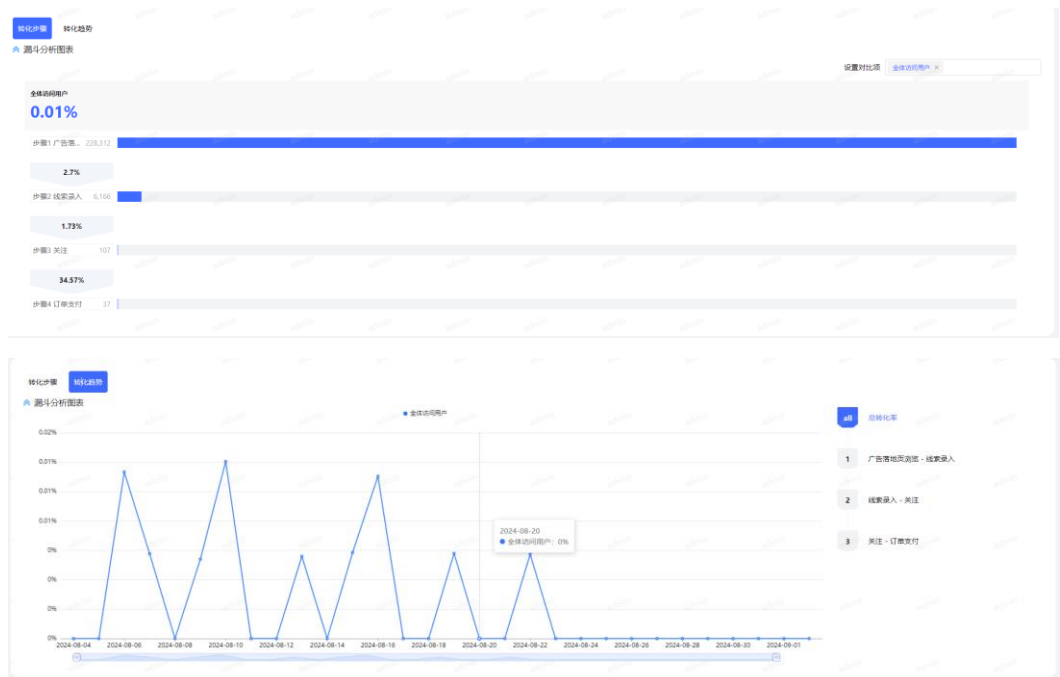 转化步骤 转化趋势
漏斗分析图表
设置对比项 全体访问用户 ×
全体访问用户
0.01%
步骤1 广告落... 228,312
2.7%
步骤2 线索录入 6,166
1.73%
步骤3 关注 107
34.57%
步骤4 订单支付 37
转化步骤 转化趋势
漏斗分析图表
全体访问用户
all 总转化率
0.02%
0.01%
1 广告落地页浏览 - 线索录入
0.01%
2 线索录入 - 关注
0.01%
2024-08-20
全体访问用户: 0%
3 关注 - 订单支付
0%
0%
0%
0%
2024-08-04 2024-08-06 2024-08-08 2024-08-10 2024-08-12 2024-08-14 2024-08-16 2024-08-18 2024-08-20 2024-08-22 2024-08-24 2024-08-26 2024-08-28 2024-08-30 2024-09-01